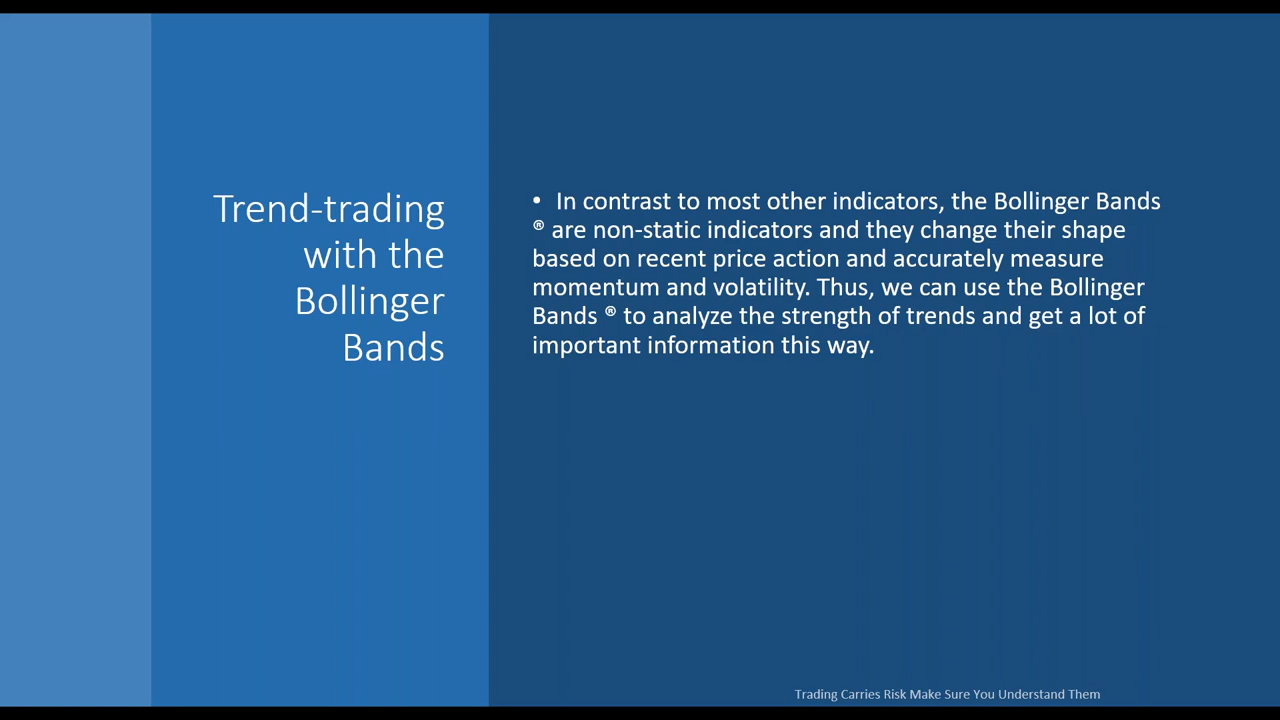 Trend-trading
with the
Bollinger
Bands
• In contrast to most other indicators, the Bollinger Bands
® are non-static indicators and they change their shape
based on recent price action and accurately measure
momentum and volatility. Thus, we can use the Bollinger
Bands ® to analyze the strength of trends and get a lot of
important information this way.
Trading Carries Risk Make Sure You Understand Them